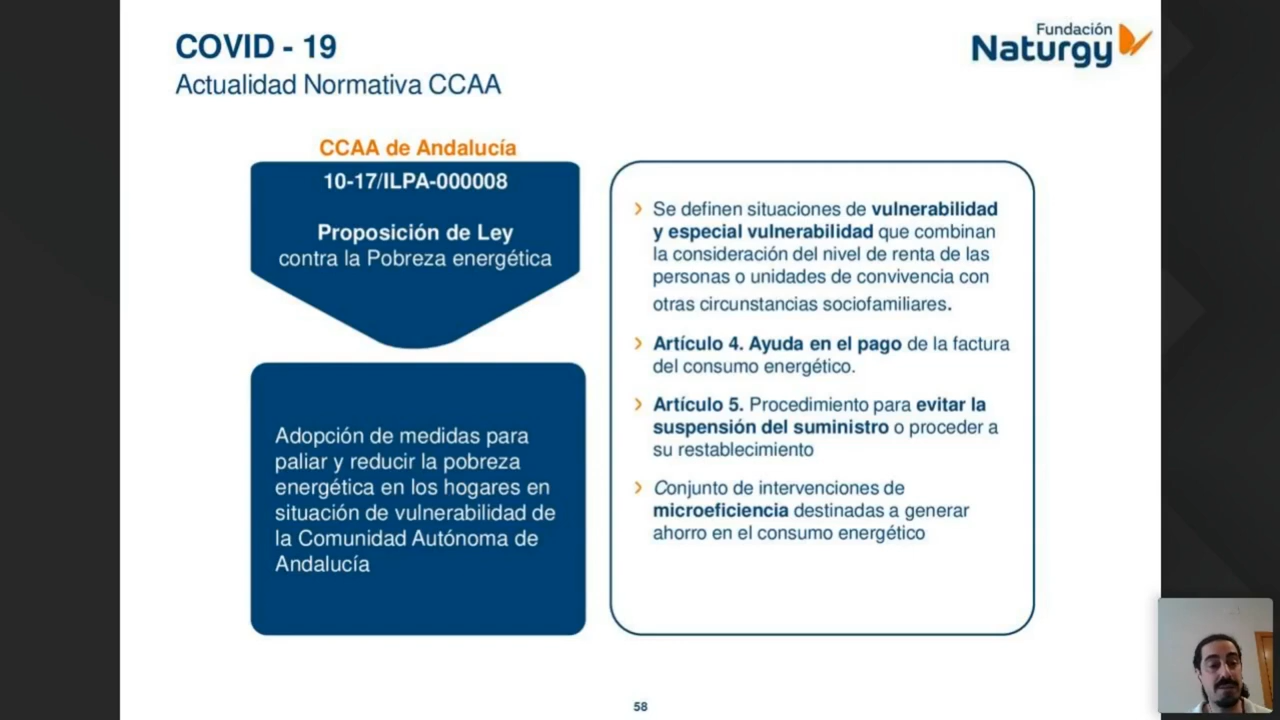 COVID - 19
Actualidad Normativa CCAA
Fundación
Naturgy
CCAA de Andalucía
10-17/ILPA-000008
Proposición de Ley
contra la Pobreza energética
Adopción de medidas para
paliar y reducir la pobreza
energética en los hogares en
situación de vulnerabilidad de
la Comunidad Autónoma de
Andalucía
Se definen situaciones de vulnerabilidad
y especial vulnerabilidad que combinan
la consideración del nivel de renta de las
personas o unidades de convivencia con
otras circunstancias sociofamiliares.
Artículo 4. Ayuda en el pago de la factura
del consumo energético.
Artículo 5. Procedimiento para evitar la
suspensión del suministro o proceder a
su restablecimiento
Conjunto de intervenciones de
microeficiencia destinadas a generar
ahorro en el consumo energético
58